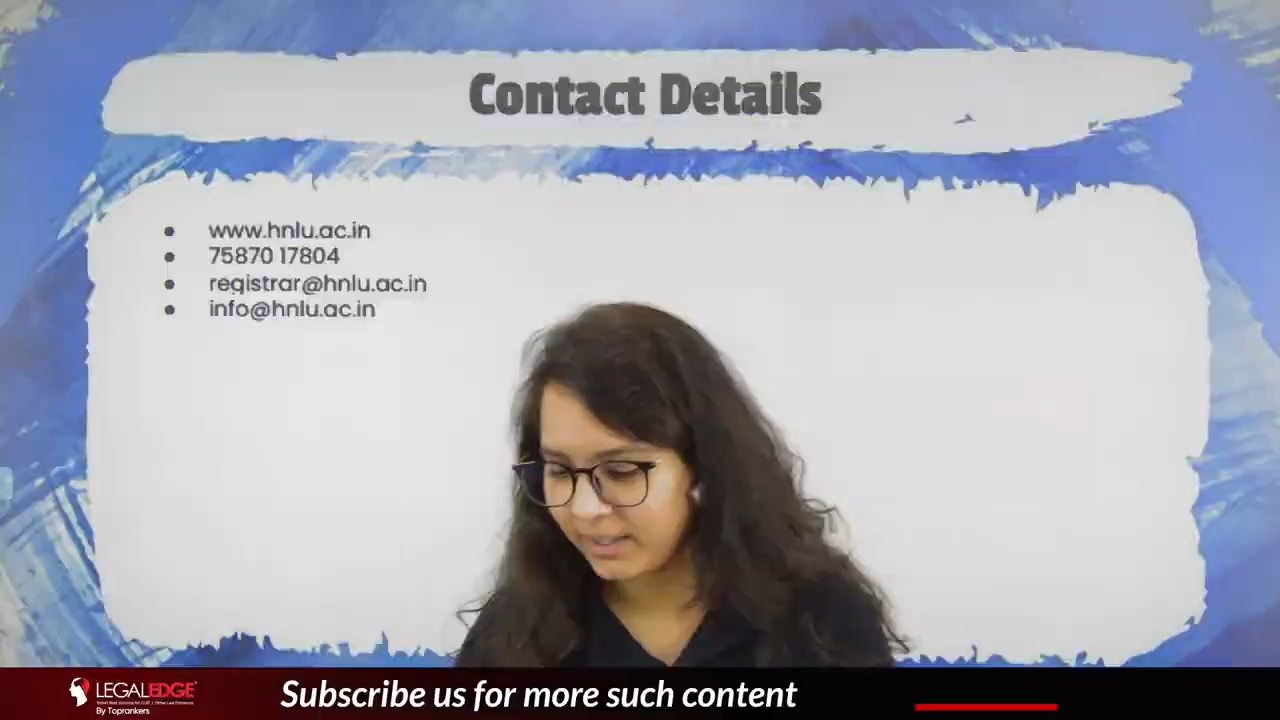 Contact Details
• www.hnlu.ac.in
• 75870 17804
• registrar@hnlu.ac.in
• info@hnlu.ac.in
LEGALEDGE
By Toprankers
Subscribe us for more such content